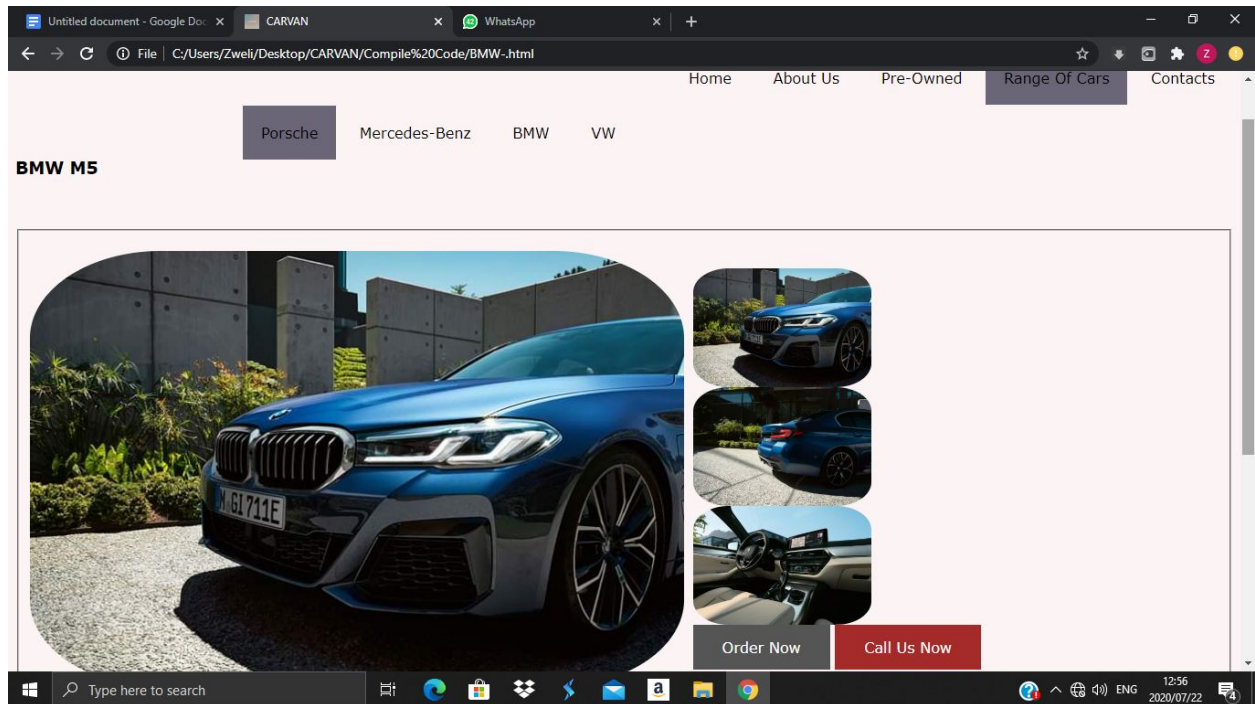 Untitled document - Google Doc
CARVAN
WhatsApp
File C:/Users/Zweli/Desktop/CARVAN/Compile%20Code/BMW-.html
Z
Home About Us Pre-Owned Range Of Cars Contacts
Porsche Mercedes-Benz BMW VW
BMW M5
M GI 711E
Order Now Call Us Now
Type here to search
a
ENG
12:56
2020/07/22
4